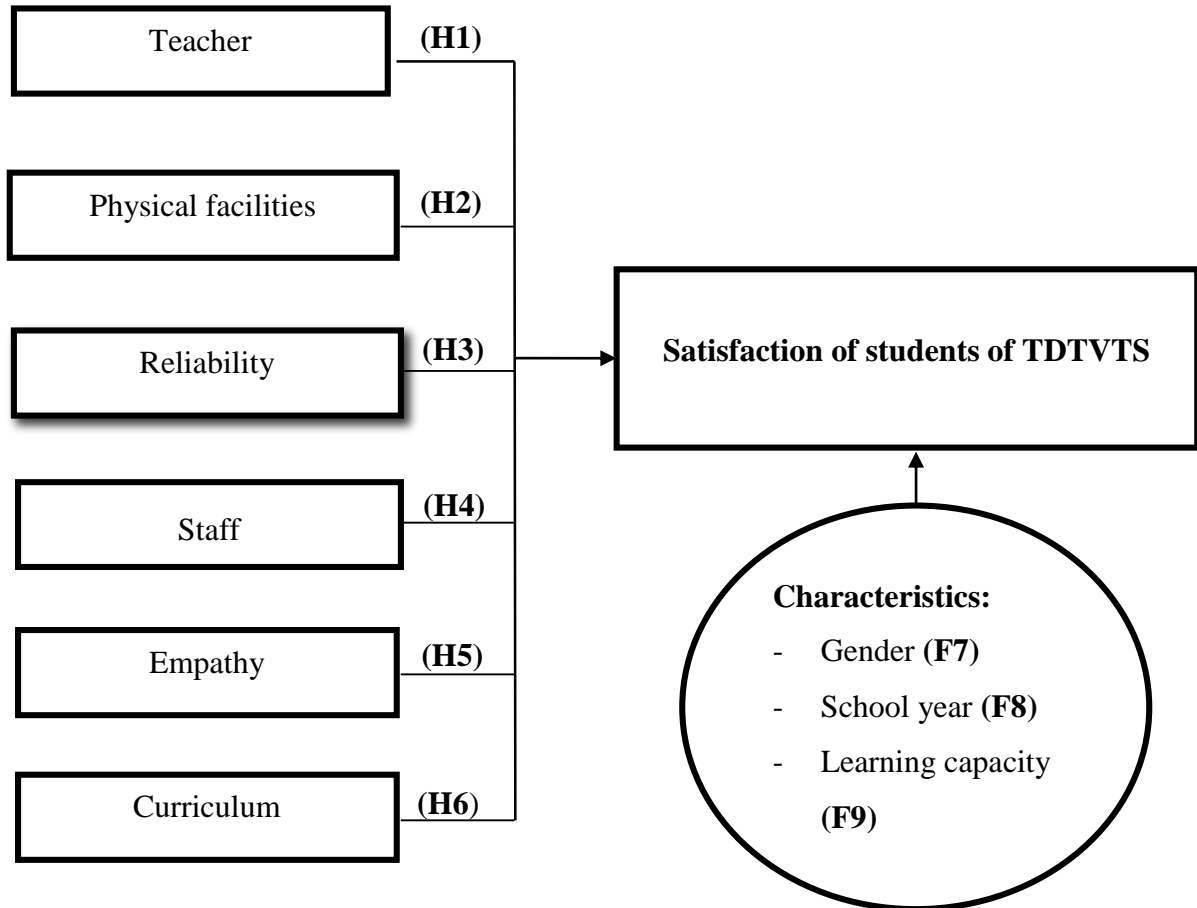 Teacher
(H1)
Physical facilities
(H2)
Reliability
(H3)
Staff
(H4)
Empathy
(H5)
Curriculum
(H6)
Satisfaction of students of TDTVTS
Characteristics:
- Gender (F7)
- School year (F8)
- Learning capacity
(F9)